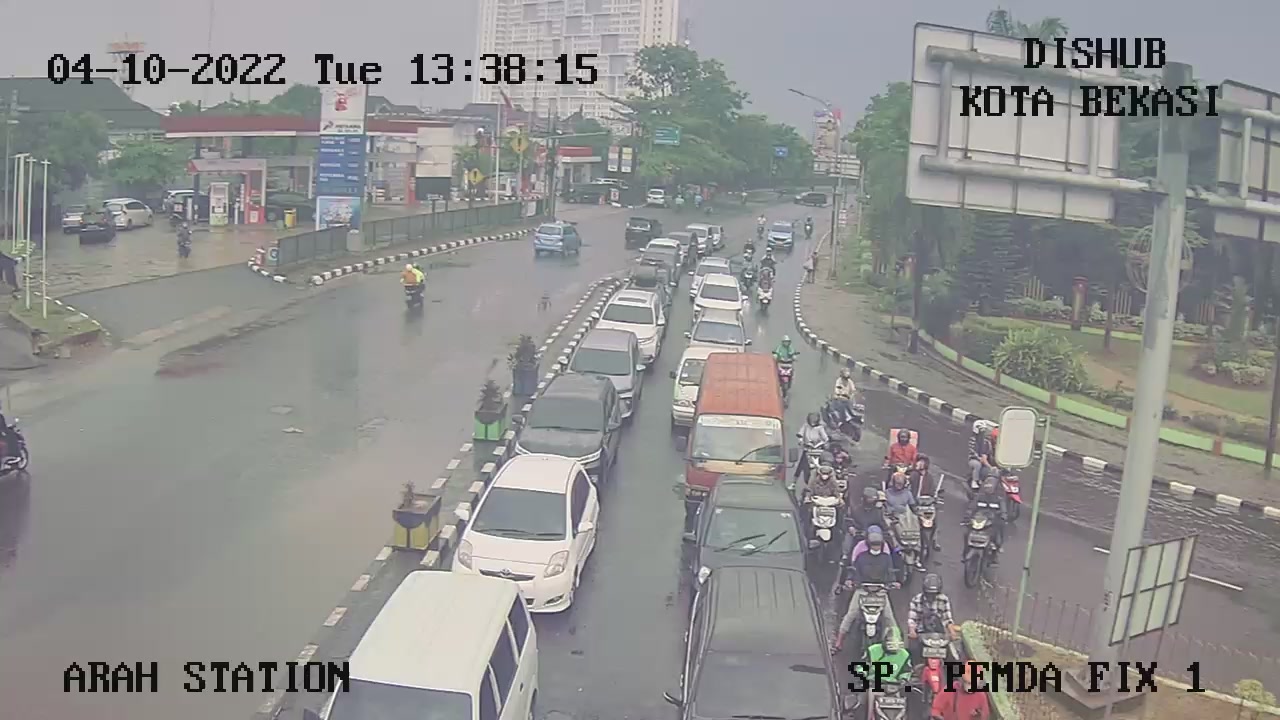 04-10-2022 Tue 13:38:15
DISHUB
KOTA BEKASI
ARAH STATION
SP. PEMDA FIX 1